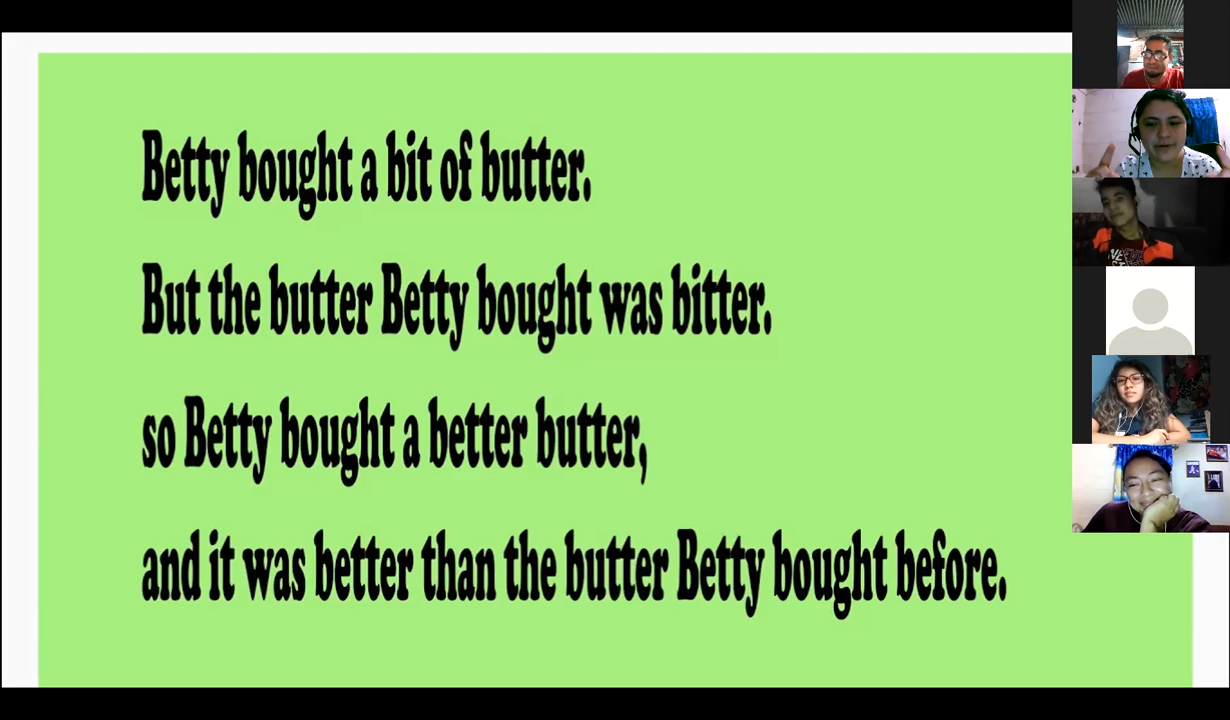 Betty bought a bit of butter.
But the butter Betty bought was bitter.
so Betty bought a better butter,
and it was better than the butter Betty bought before.